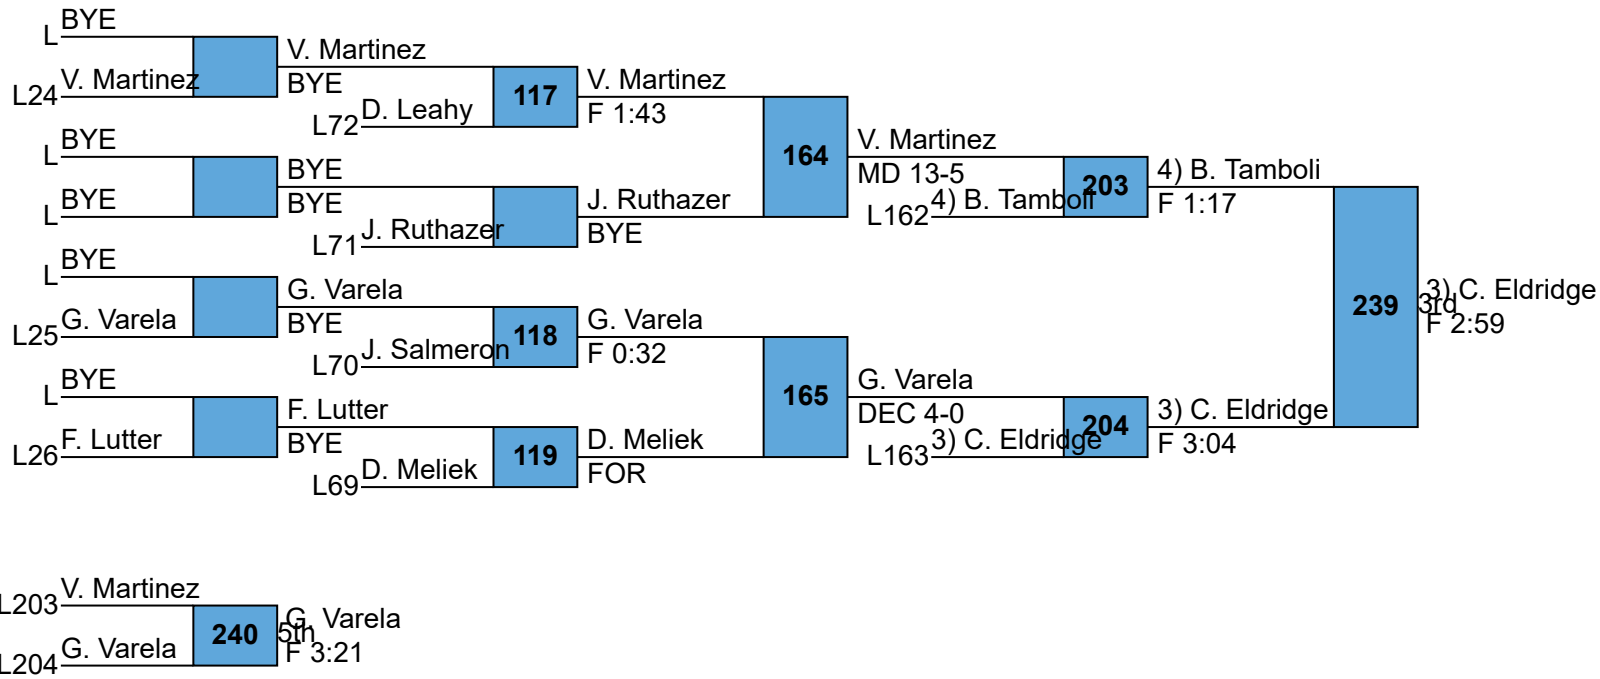 BYE
L
V. Martinez
L24
V. Martinez
BYE
117
D. Leahy
L72
V. Martinez
F 1:43
BYE
L
BYE
L
BYE
BYE
J. Ruthazer
L71
J. Ruthazer
BYE
164
V. Martinez
MD 13-5
4) B. Tamboli
L162
203
4) B. Tamboli
F 1:17
BYE
L
G. Varela
L25
G. Varela
BYE
118
J. Salmeron
L70
G. Varela
F 0:32
BYE
L
F. Lutter
L26
F. Lutter
BYE
119
D. Meliek
L69
D. Meliek
FOR
165
G. Varela
DEC 4-0
3) C. Eldridge
L163
204
3) C. Eldridge
F 3:04
239
3) C. Eldridge
3rd
F 2:59
V. Martinez
L203
G. Varela
L204
240
G. Varela
5th
F 3:21